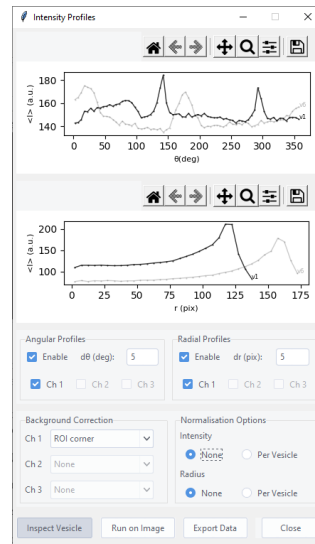 Intensity Profiles
180
160
140
<I> (a.u.)
v1
0 50 100 150 200 250 300 350
θ(deg)
200
150
100
<I> (a.u.)
v1
0 25 50 75 100 125 150 175
r (pix)
Angular Profiles Radial Profiles
Enable dθ (deg): 5 Enable dr (pix): 5
Ch 1 Ch 2 Ch 3 Ch 1 Ch 2 Ch 3
Background Correction Normalisation Options
Ch 1 ROI corner Intensity
None Per Vesicle
Ch 2 None Radius
Ch 3 None None Per Vesicle
Inspect Vesicle Run on Image Export Data Close